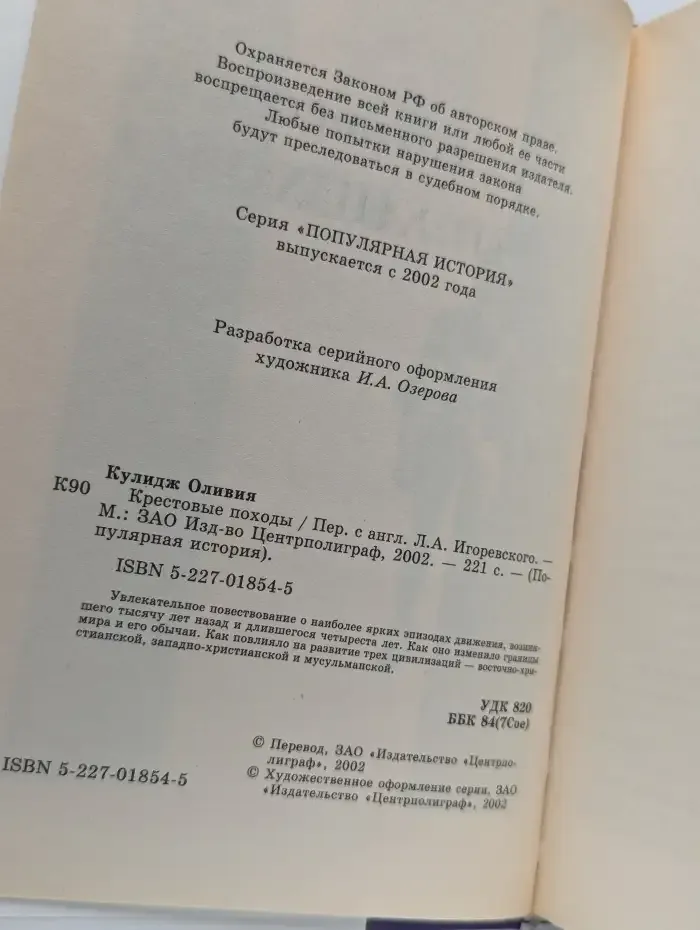 Охраняется Законом РФ об авторском праве.
Воспроизведение всей книги или любой ее части
воспрещается без письменного разрешения издателя.
Любые попытки нарушения закона
будут преследоваться в судебном порядке.
Серия «ПОПУЛЯРНАЯ ИСТОРИЯ»
выпускается с 2002 года
Разработка серийного оформления
художника И.А. Озерова
Кулидж Оливия
К90 Крестовые походы / Пер. с англ. Л.А. Игоревского. —
М.: ЗАО Изд-во Центрполиграф, 2002. — 221 с. — (По-
пулярная история).
ISBN 5-227-01854-5
Увлекательное повествование о наиболее ярких эпизодах движения, возник-
шего тысячу лет назад и длившегося четыреста лет. Как оно изменило границы
мира и его обычаи. Как повлияло на развитие трех цивилизаций — восточно-хри-
стианской, западно-христианской и мусульманской.
УДК 820
ББК 84(7Сое)
© Перевод, ЗАО «Издательство «Центрпо-
лиграф», 2002
© Художественное оформление серии, ЗАО
«Издательство «Центрполиграф», 2002
ISBN 5-227-01854-5